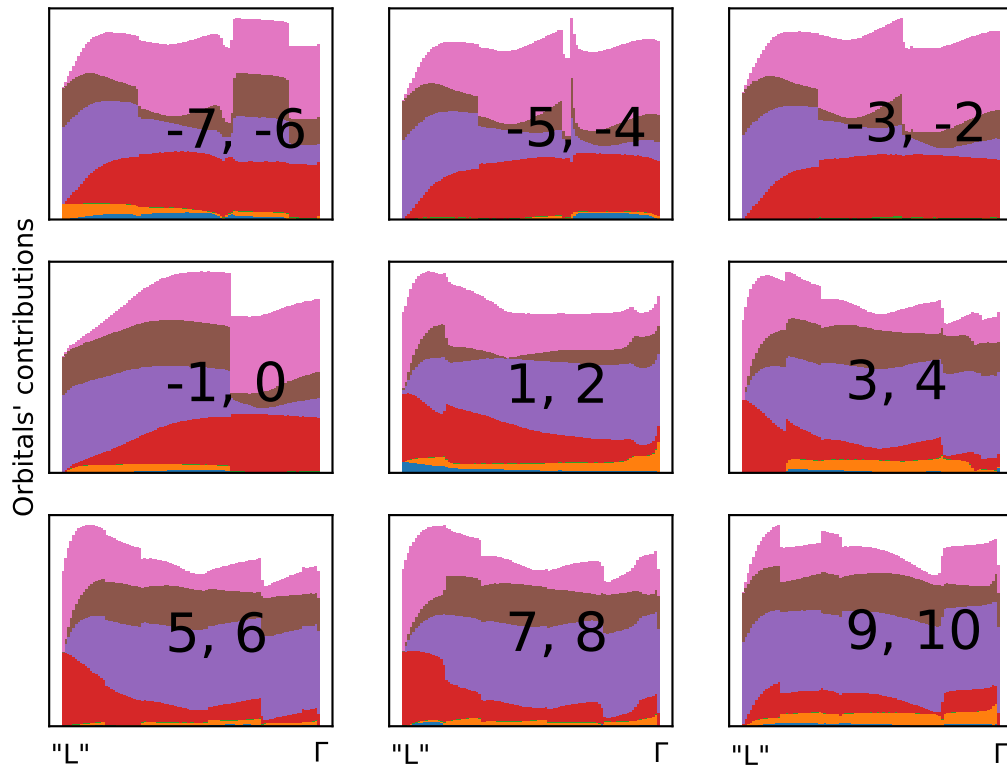 Orbitals' contributions
-7, -6
-5, -4
-3, -2
-1, 0
1, 2
3, 4
5, 6
7, 8
9, 10
"L" Γ
"L" Γ
"L" Γ